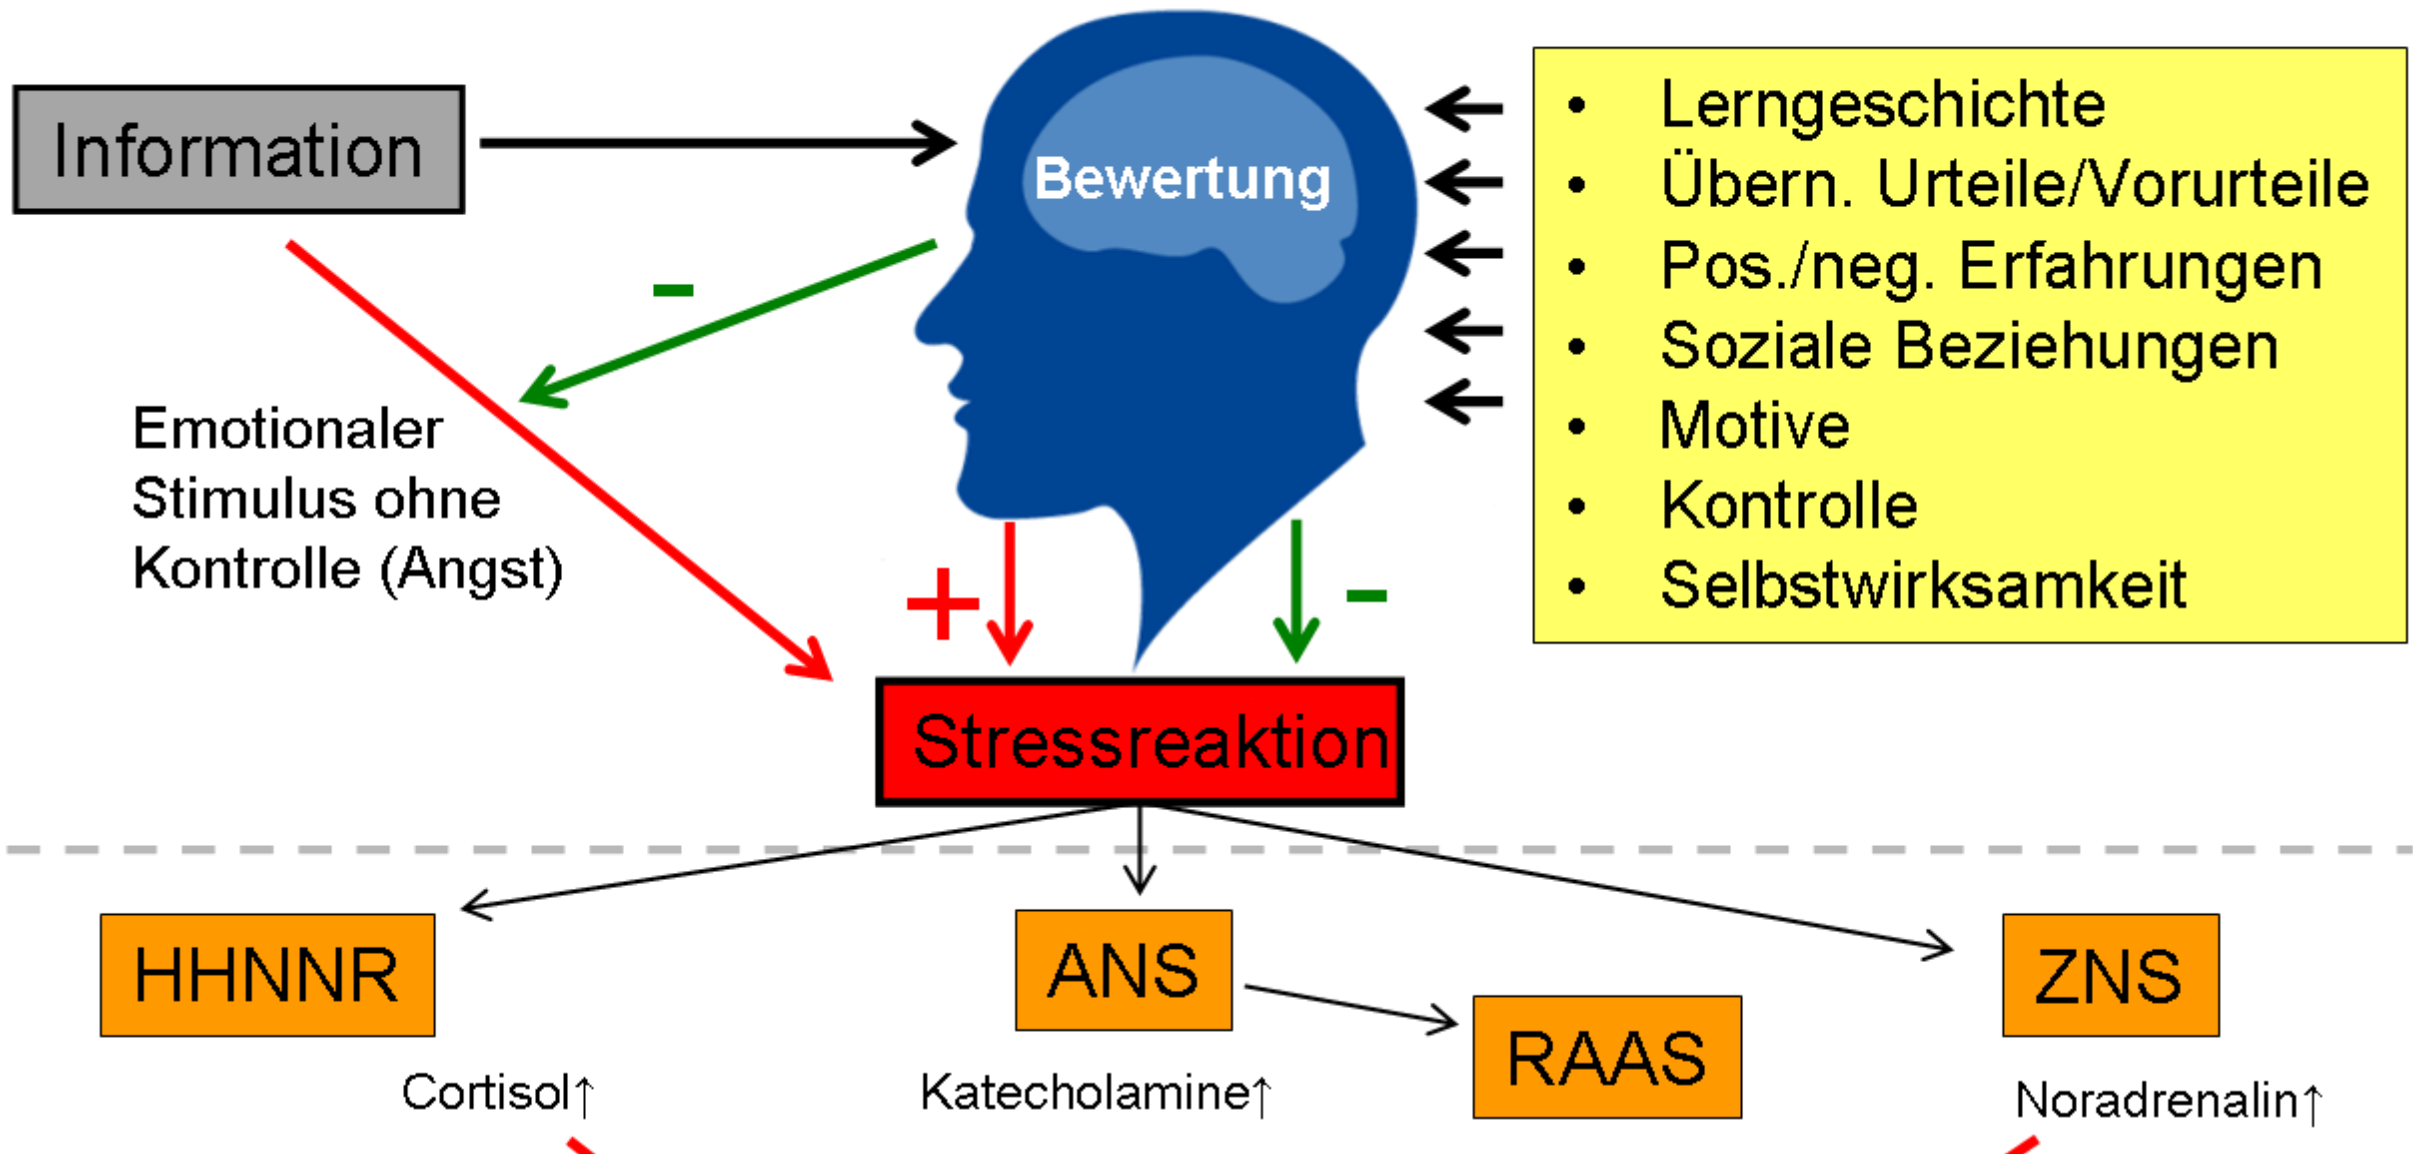 Information
Bewertung
• Lerngeschichte
• Übern. Urteile/Vorurteile
• Pos./neg. Erfahrungen
• Soziale Beziehungen
• Motive
• Kontrolle
• Selbstwirksamkeit
-
Emotionaler
Stimulus ohne
Kontrolle (Angst)
+
-
Stressreaktion
HHNNR
ANS
RAAS
ZNS
Cortisol↑
Katecholamine↑
Noradrenalin↑